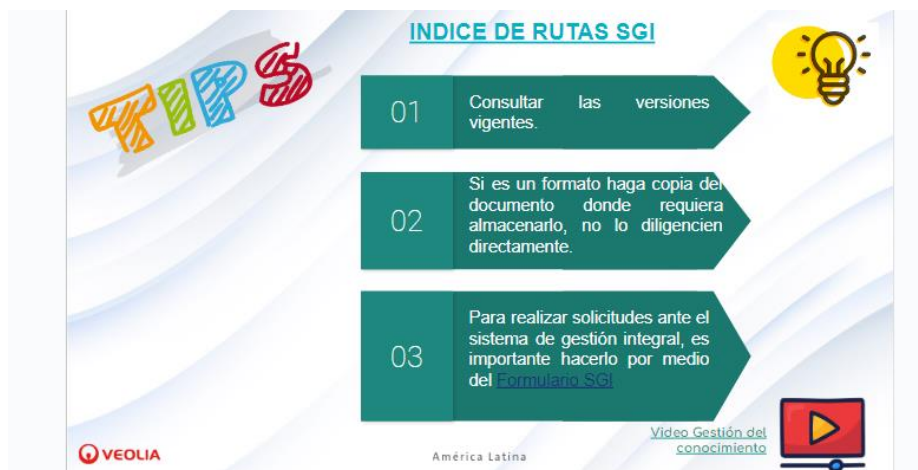 INDICE DE RUTAS SGI
TIPS
01
Consultar las versiones
vigentes.
02
Si es un formato haga copia del
documento donde requiera
almacenarlo, no lo diligencien
directamente.
03
Para realizar solicitudes ante el
sistema de gestión integral, es
importante hacerlo por medio
del Formulario SGI
Video Gestión del
conocimiento
VEOLIA
América Latina